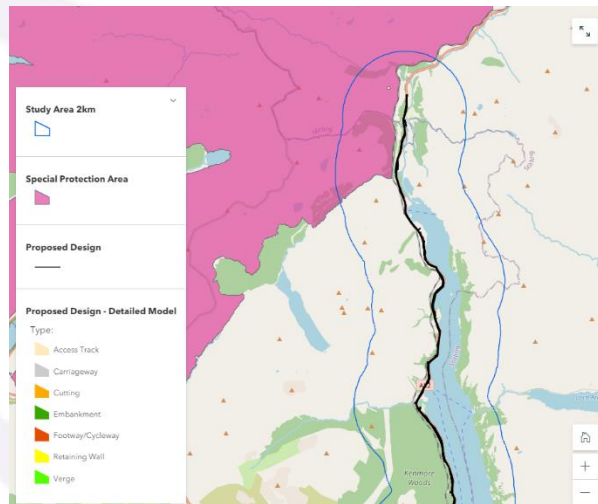 Study Area 2km
Special Protection Area
Proposed Design
Proposed Design - Detailed Model
Type:
Access Track
Carriageway
Cutting
Embankment
Footway/Cycleway
Retaining Wall
Verge
Stirling
Kenmore
Woods